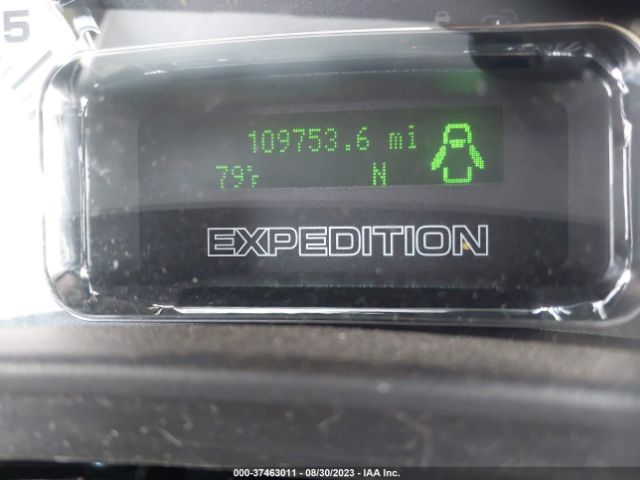 5
109753.6 mi
79°F N
EXPEDITION
000-37463011 - 08/30/2023 - IAA Inc.